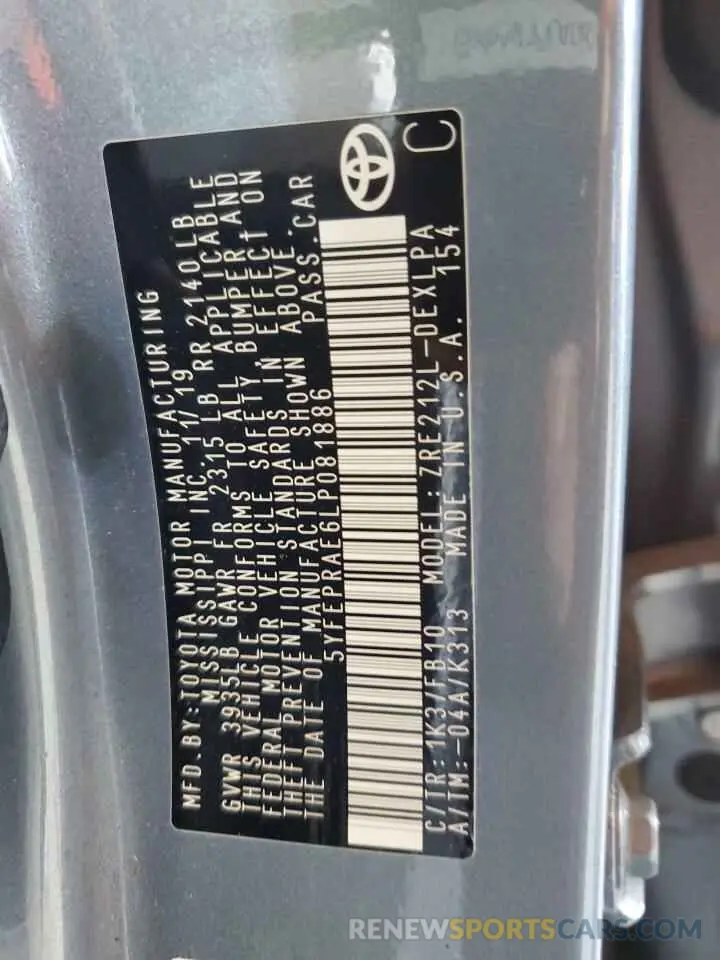 MFD.BY:TOYOTA MOTOR MANUFACTURING
MISSISSIPPI INC. 11/19
GVWR 3935LB GAWR FR 2315 LB RR 2140LB
THIS VEHICLE CONFORMS TO ALL APPLICABLE
FEDERAL MOTOR VEHICLE SAFETY, BUMPER, AND
THEFT PREVENTION STANDARDS IN EFFECT ON
THE DATE OF MANUFACTURE SHOWN ABOVE.
5YFEPRAE6LP081886 PASS.CAR
C/TR:1K3/FB10 MODEL:ZRE212L-DEXLPA
A/TM:-04A/K313 MADE IN U.S.A. 154
C
RENEWSPORTSCARS.COM